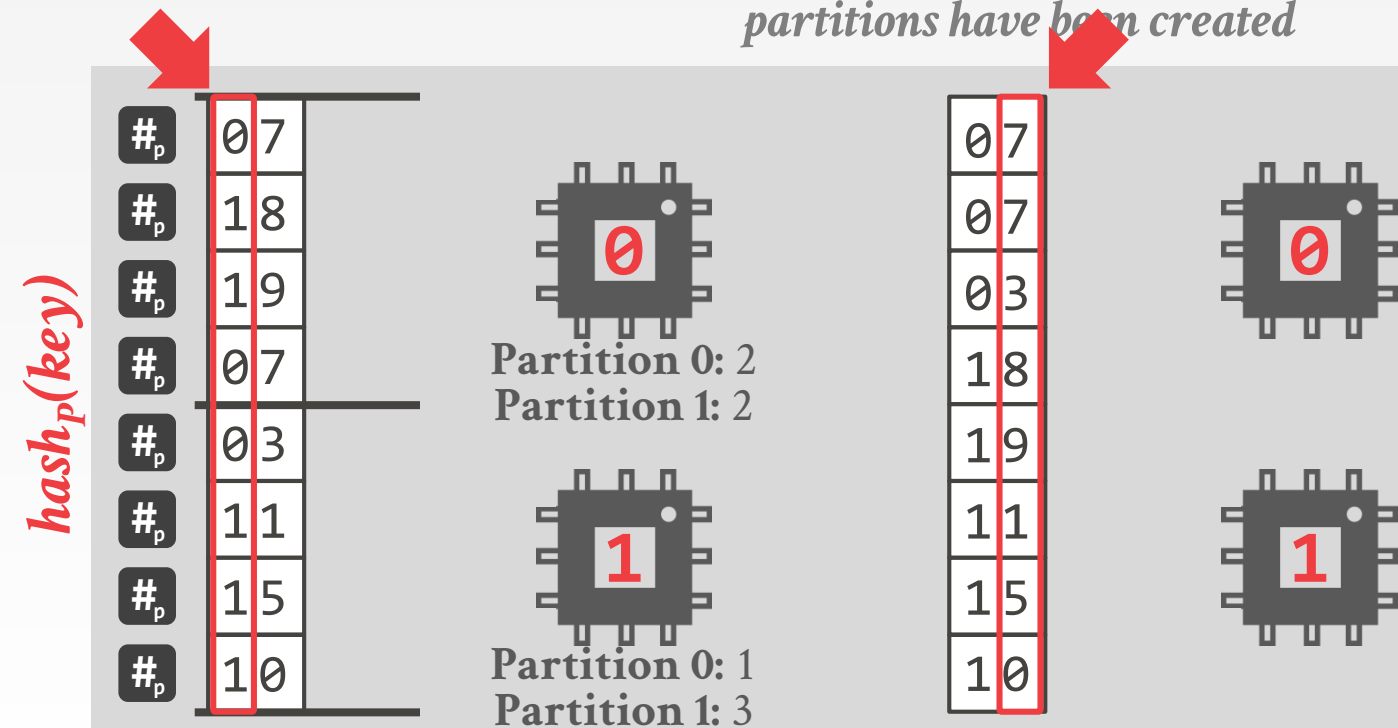 partitions have been created
hashp(key)
#p 07
#p 18
#p 19
#p 07
#p 03
#p 11
#p 15
#p 10
0
Partition 0: 2
Partition 1: 2
1
Partition 0: 1
Partition 1: 3
07
07
03
18
19
11
15
10
0
1